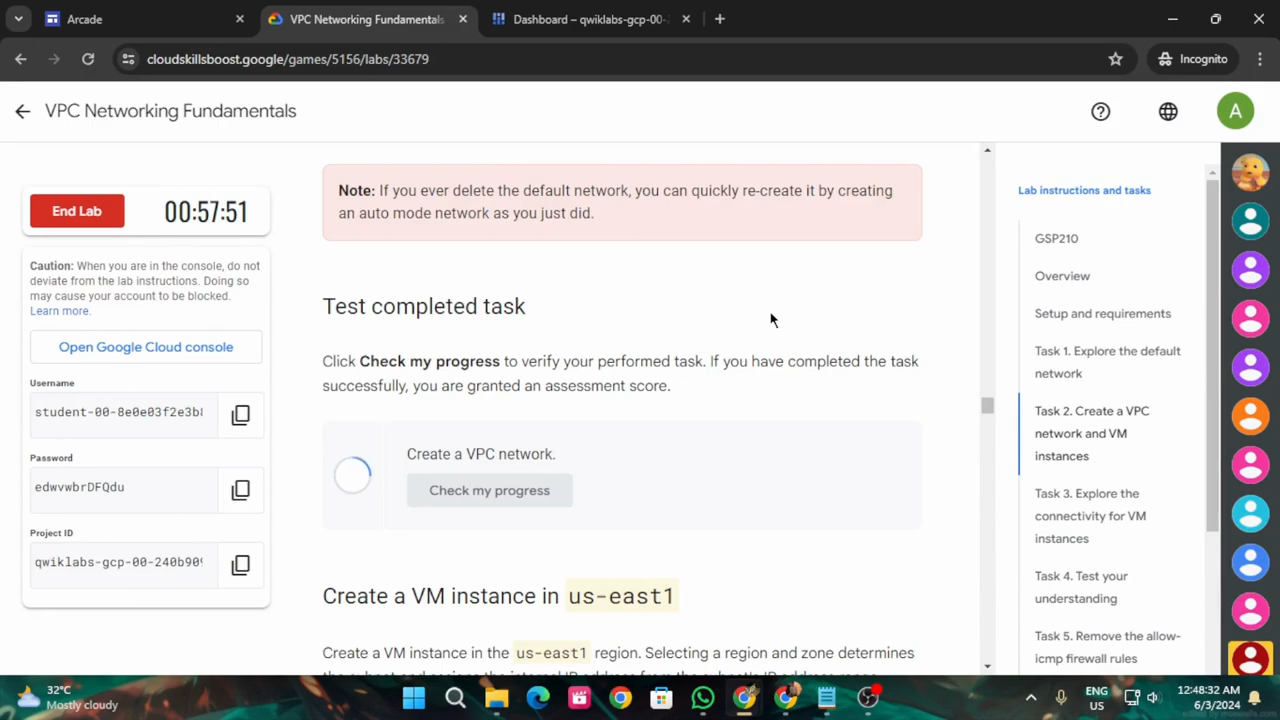 Arcade
VPC Networking Fundamentals
Dashboard – qwiklabs-gcp-00-
cloudskillsboost.google/games/5156/labs/33679
Incognito
VPC Networking Fundamentals
A
End Lab
00:57:51
Caution: When you are in the console, do not
deviate from the lab instructions. Doing so
may cause your account to be blocked.
Learn more.
Open Google Cloud console
Username
student-00-8e0e03f2e3b8
Password
edwvwbrDFQdu
Project ID
qwiklabs-gcp-00-240b909
Note: If you ever delete the default network, you can quickly re-create it by creating
an auto mode network as you just did.
Test completed task
Click Check my progress to verify your performed task. If you have completed the task
successfully, you are granted an assessment score.
Create a VPC network.
Check my progress
Create a VM instance in us-east1
Create a VM instance in the us-east1 region. Selecting a region and zone determines
Lab instructions and tasks
GSP210
Overview
Setup and requirements
Task 1. Explore the default
network
Task 2. Create a VPC
network and VM
instances
Task 3. Explore the
connectivity for VM
instances
Task 4. Test your
understanding
Task 5. Remove the allow-
icmp firewall rules
32°C
Mostly cloudy
ENG
US
12:48:32 AM
6/3/2024